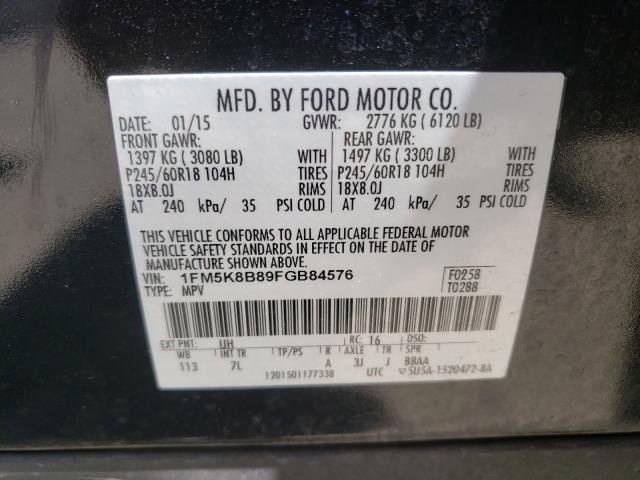 MFD. BY FORD MOTOR CO.
DATE: 01/15 GVWR: 2776 KG ( 6120 LB)
FRONT GAWR: REAR GAWR:
1397 KG ( 3080 LB) WITH 1497 KG ( 3300 LB) WITH
P245/60R18 104H TIRES P245/60R18 104H TIRES
18X8.0J RIMS 18X8.0J RIMS
AT 240 kPa/ 35 PSI COLD AT 240 kPa/ 35 PSI COLD
THIS VEHICLE CONFORMS TO ALL APPLICABLE FEDERAL MOTOR
VEHICLE SAFETY STANDARDS IN EFFECT ON THE DATE OF
MANUFACTURE SHOWN ABOVE.
VIN: 1FM5K8B89FGB84576 F0258
TYPE: MPV T0288
EXT PNT: UH RC: 16 DSO:
WB INT TR TP/PS R AXLE TR SPR
113 7L A 3J J BBAA
1201501177338 UTC 5U5A-1520472-BA